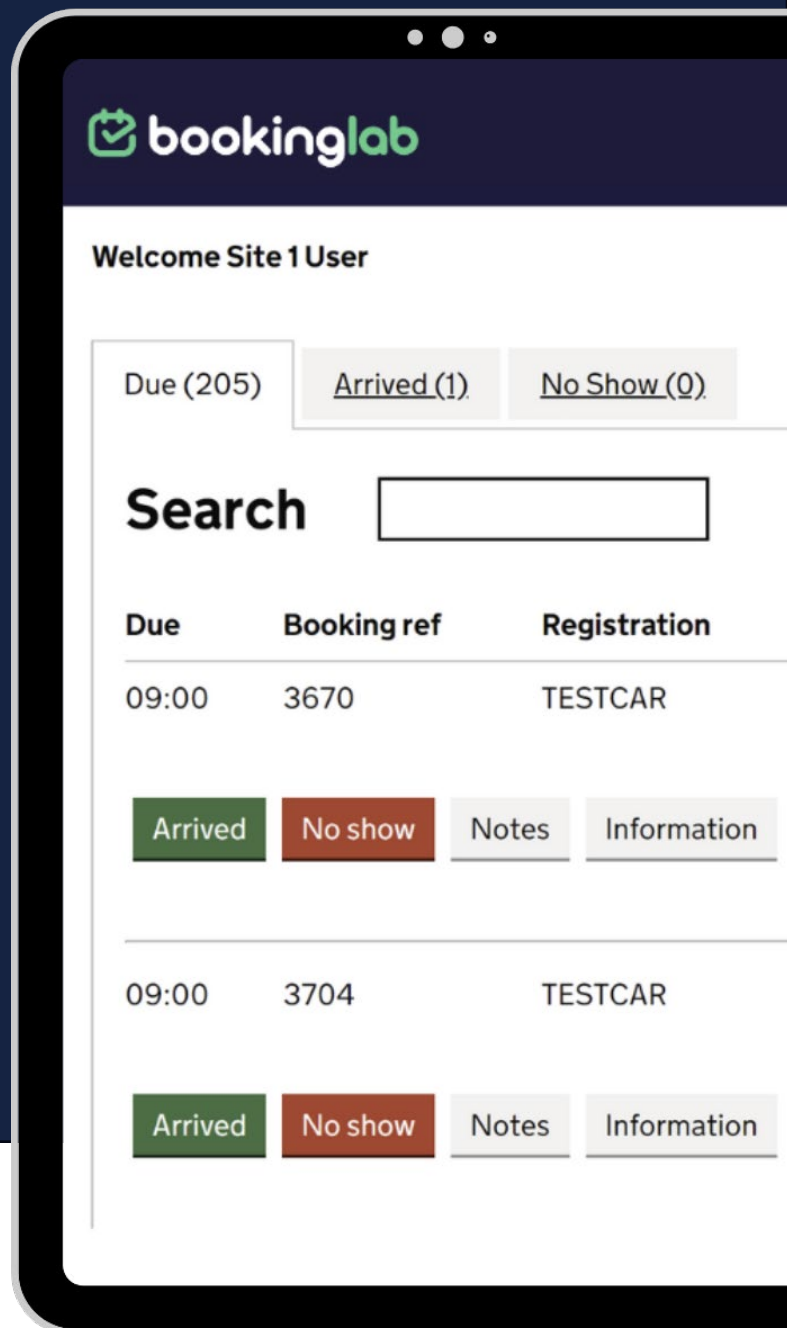 bookinglab
Welcome Site 1 User
Due (205) Arrived (1) No Show (0)
Search
Due Booking ref Registration
09:00 3670 TESTCAR
Arrived No show Notes Information
09:00 3704 TESTCAR
Arrived No show Notes Information